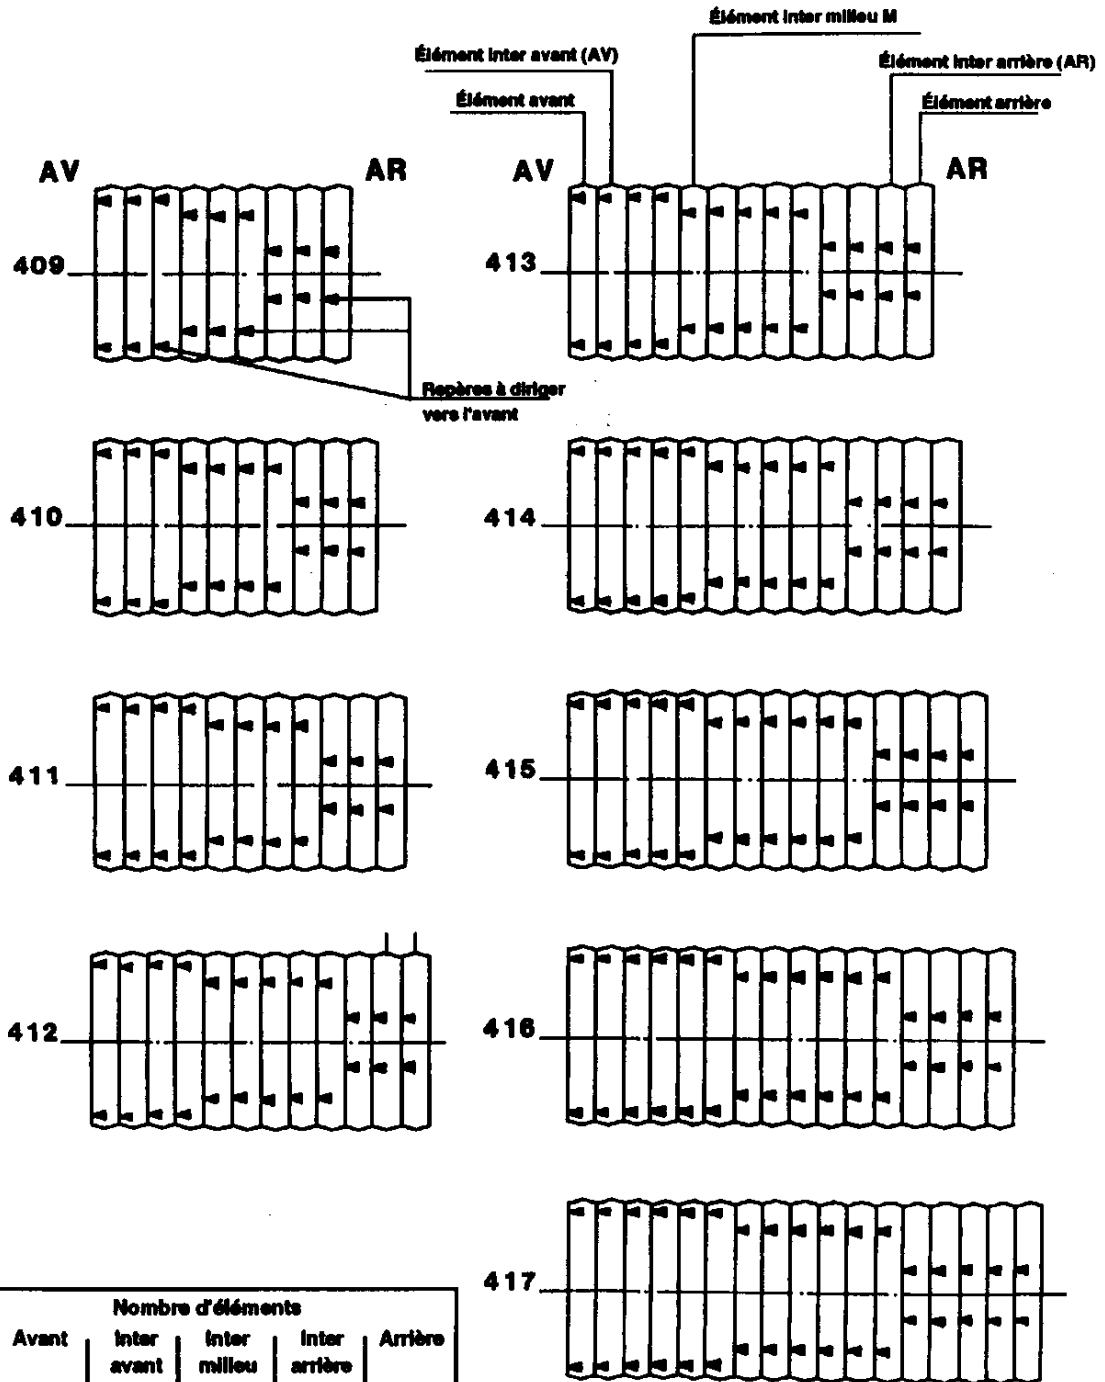 Élément inter milieu M
Élément inter avant (AV)
Élément inter arrière (AR)
Élément avant
Élément arrière
AV
AR
AV
AR
409
413
Repères à diriger
vers l'avant
410
414
411
415
412
416
417
Nombre d'éléments
Avant
Inter
avant
Inter
milieu
Inter
arrière
Arrière